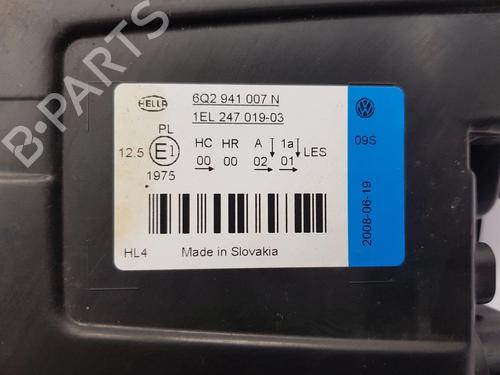 HELLA
6Q2 941 007 N
1EL 247 019-03
PL
12.5 E1
1975
HC HR A 1a
00 00 02 01 LES
HL4
Made in Slovakia
09S
2008-06-19
B-PARTS